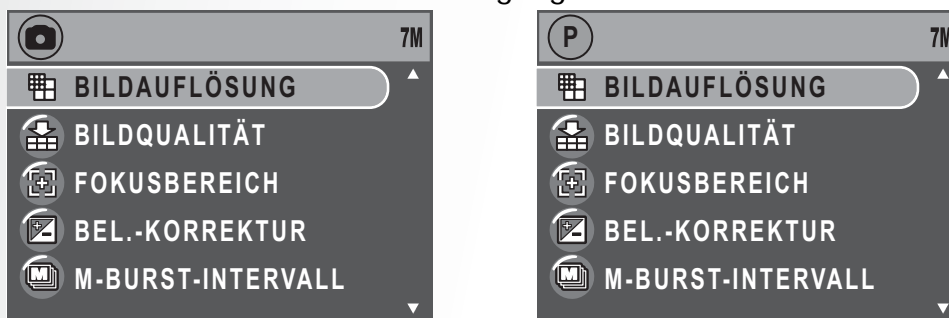 7M
BILDAUFLÖSUNG
BILDQUALITÄT
FOKUSBEREICH
BEL.-KORREKTUR
M-BURST-INTERVALL
P 7M
BILDAUFLÖSUNG
BILDQUALITÄT
FOKUSBEREICH
BEL.-KORREKTUR
M-BURST-INTERVALL